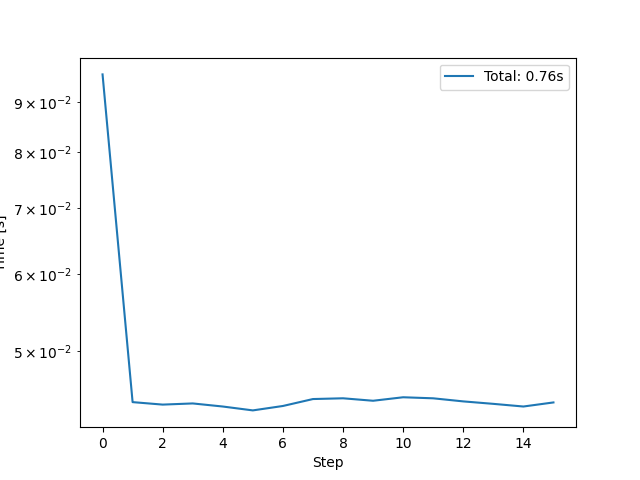 Total: 0.76s
9 × 10⁻²
8 × 10⁻²
7 × 10⁻²
6 × 10⁻²
5 × 10⁻²
[s]
0 2 4 6 8 10 12 14
Step